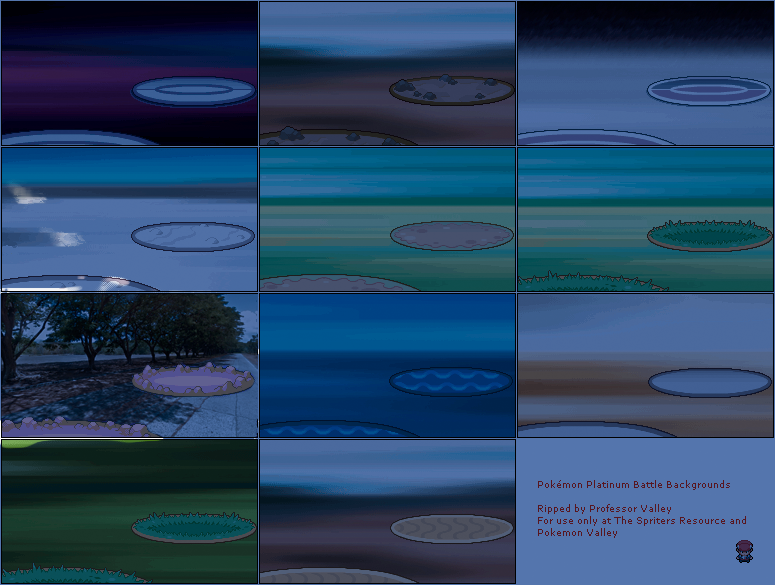 Pokémon Platinum Battle Backgrounds
Ripped by Professor Valley
For use only at The Spriters Resource and
Pokemon Valley